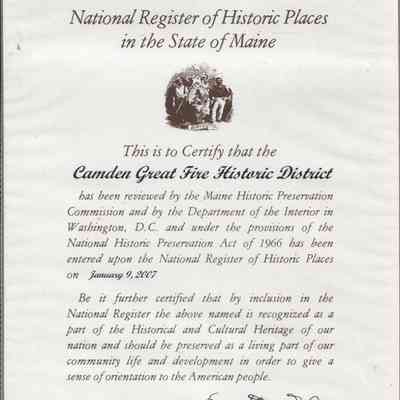 National Register of Historic Places
in the State of Maine
This is to Certify that the
Camden Great Fire Historic District
has been reviewed by the Maine Historic Preservation
Commission and by the Department of the Interior in
Washington, D.C. and under the provisions of the
National Historic Preservation Act of 1966 has been
entered upon the National Register of Historic Places
on January 9, 2007
Be it further certified that by inclusion in the
National Register the above named is recognized as a
part of the Historical and Cultural Heritage of our
nation and should be preserved as a living part of our
community life and development in order to give a
sense of orientation to the American people.